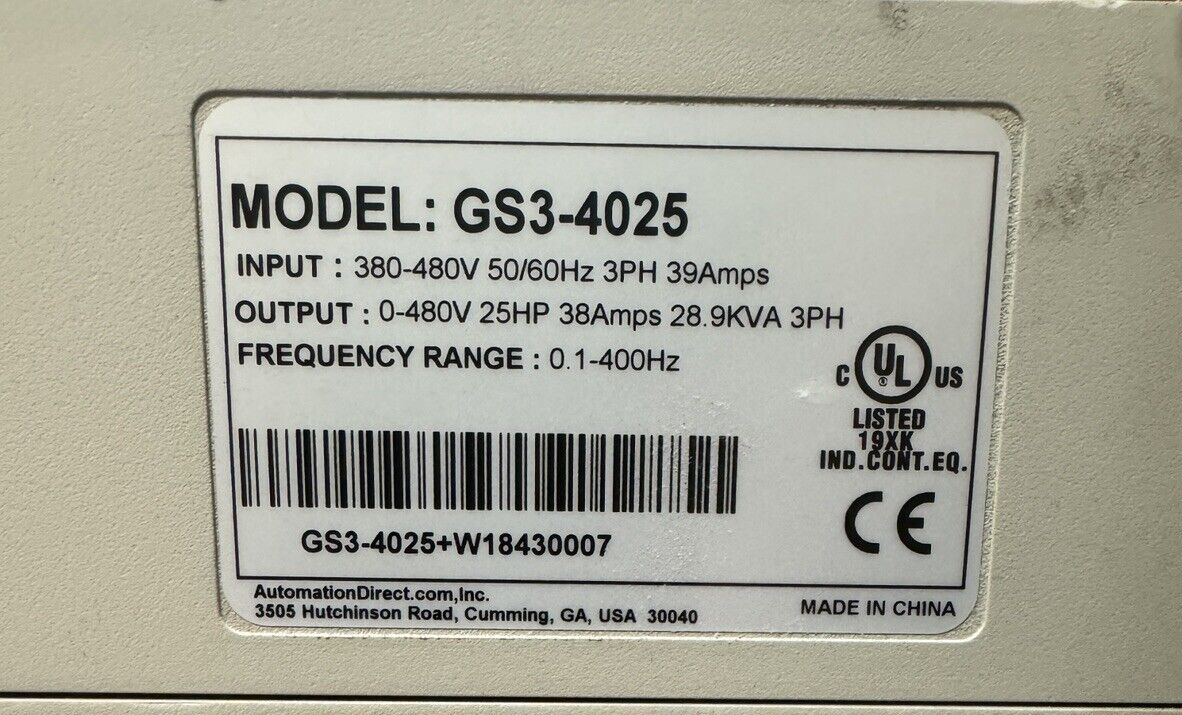 MODEL: GS3-4025
INPUT : 380-480V 50/60Hz 3PH 39Amps
OUTPUT : 0-480V 25HP 38Amps 28.9KVA 3PH
FREQUENCY RANGE : 0.1-400Hz
C UL ® US
LISTED
19XK
IND.CONT.EQ.
CE
GS3-4025+W18430007
AutomationDirect.com,Inc.
3505 Hutchinson Road, Cumming, GA, USA 30040
MADE IN CHINA